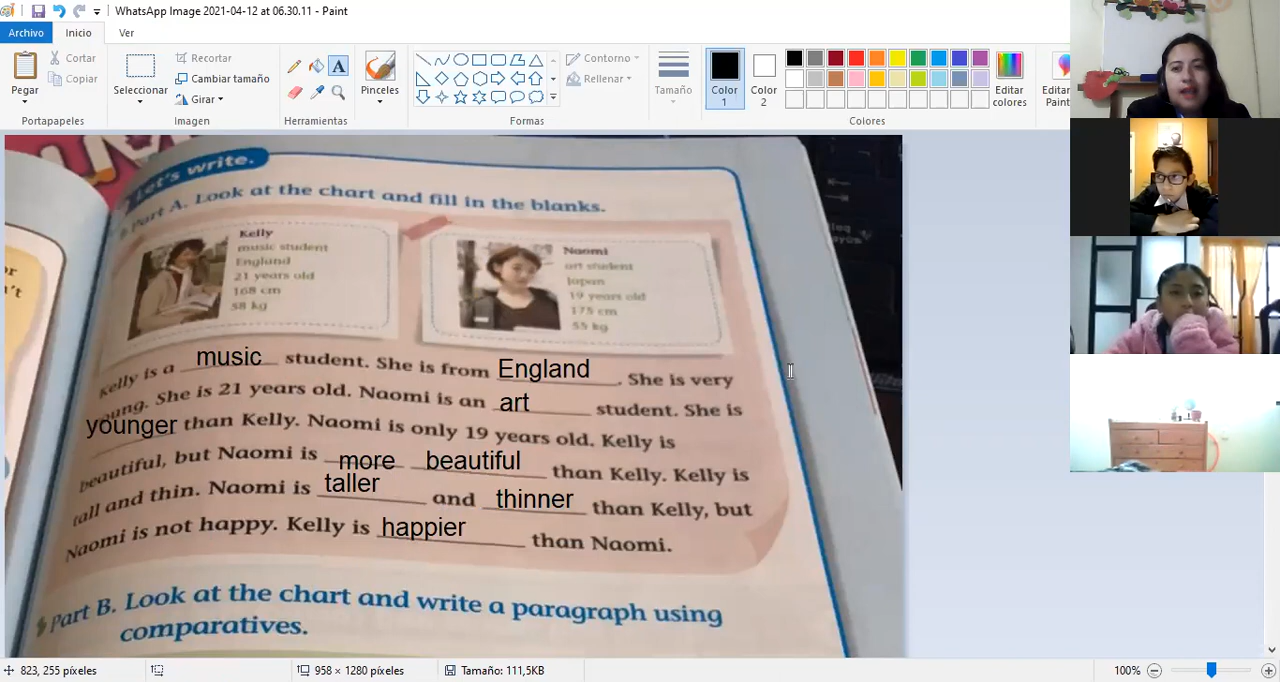 WhatsApp Image 2021-04-12 at 06.30.11 - Paint
Archivo Inicio Ver
Pegar
Cortar
Copiar
Portapapeles
Seleccionar
Recortar
Cambiar tamaño
Girar
Imagen
Herramientas
Pinceles
Formas
Contorno
Rellenar
Tamaño
Color 1
Color 2
Editar colores
Editar
Paint
Colores
Let's write.
Part A. Look at the chart and fill in the blanks.
Kelly
music student
England
21 years old
168 cm
58 kg
Naomi
art student
Japan
19 years old
175 cm
55 kg
Kelly is a music student. She is from England. She is very
young. She is 21 years old. Naomi is an art student. She is
younger than Kelly. Naomi is only 19 years old. Kelly is
beautiful, but Naomi is more beautiful than Kelly. Kelly is
tall and thin. Naomi is taller and thinner than Kelly, but
Naomi is not happy. Kelly is happier than Naomi.
Part B. Look at the chart and write a paragraph using
comparatives.
823, 255 píxeles
958 × 1280 píxeles
Tamaño: 111,5KB
100%